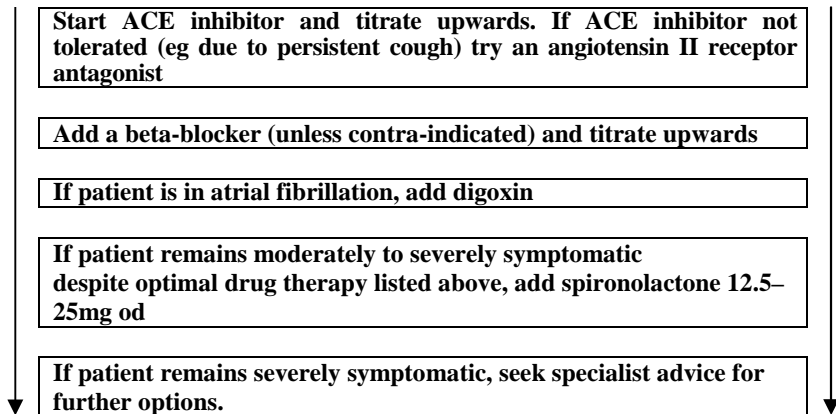 Start ACE inhibitor and titrate upwards. If ACE inhibitor not
tolerated (eg due to persistent cough) try an angiotensin II receptor
antagonist
Add a beta-blocker (unless contra-indicated) and titrate upwards
If patient is in atrial fibrillation, add digoxin
If patient remains moderately to severely symptomatic
despite optimal drug therapy listed above, add spironolactone 12.5–
25mg od
If patient remains severely symptomatic, seek specialist advice for
further options.